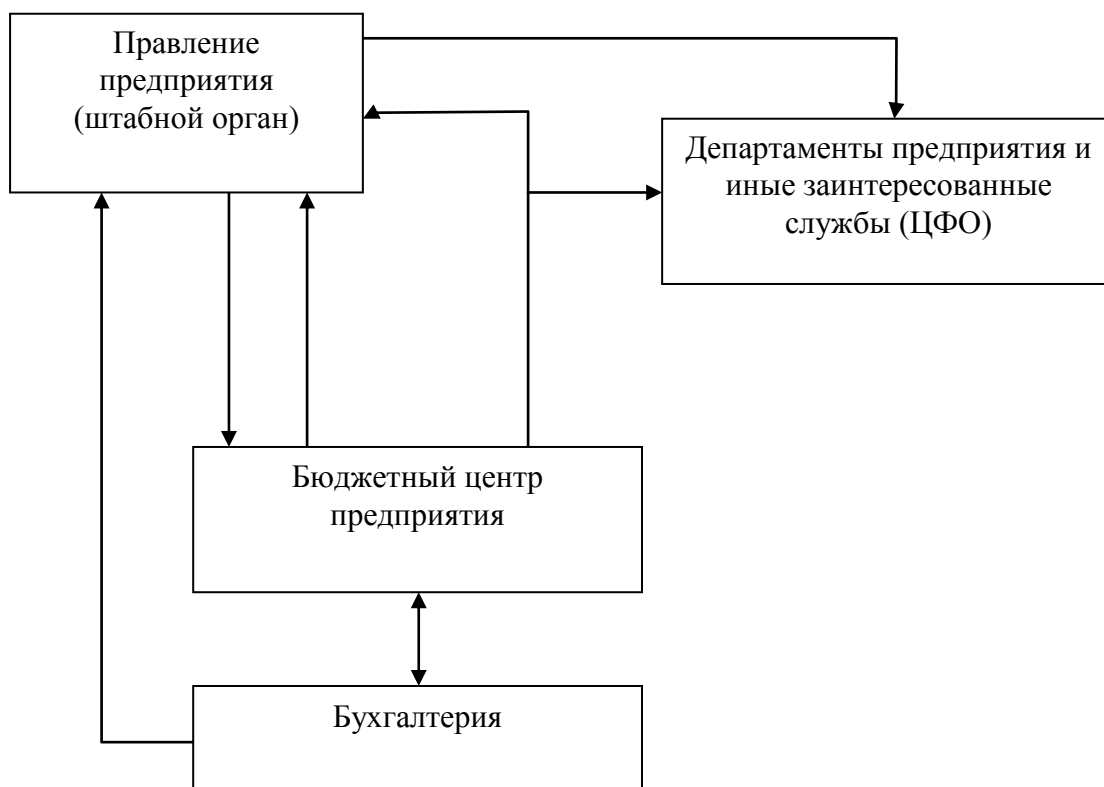 Правление
предприятия
(штабной орган)
Департаменты предприятия и
иные заинтересованные
службы (ЦФО)
Бюджетный центр
предприятия
Бухгалтерия